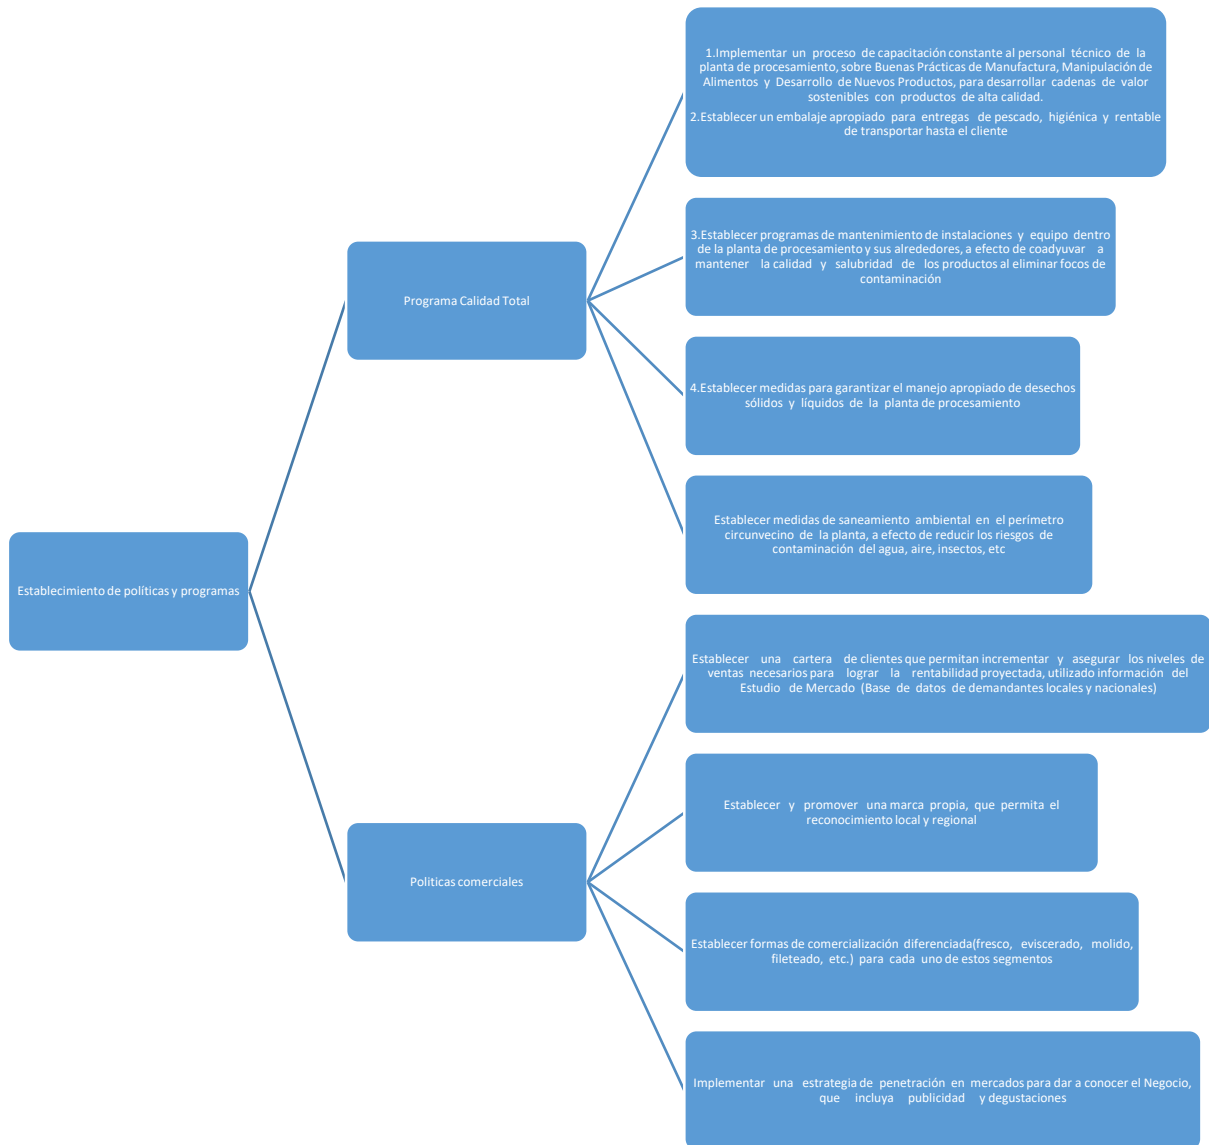 1.Implementar un proceso de capacitación constante al personal técnico de la
planta de procesamiento, sobre Buenas Prácticas de Manufactura, Manipulación de
Alimentos y Desarrollo de Nuevos Productos, para desarrollar cadenas de valor
sostenibles con productos de alta calidad.
2.Establecer un embalaje apropiado para entregas de pescado, higiénica y rentable
de transportar hasta el cliente
3.Establecer programas de mantenimiento de instalaciones y equipo dentro
de la planta de procesamiento y sus alrededores, a efecto de coadyuvar a
mantener la calidad y salubridad de los productos al eliminar focos de
contaminación
Programa Calidad Total
4.Establecer medidas para garantizar el manejo apropiado de desechos
sólidos y líquidos de la planta de procesamiento
Establecer medidas de saneamiento ambiental en el perímetro
circunvecino de la planta, a efecto de reducir los riesgos de
contaminación del agua, aire, insectos, etc
Establecimiento de políticas y programas
Establecer una cartera de clientes que permitan incrementar y asegurar los niveles de
ventas necesarios para lograr la rentabilidad proyectada, utilizado información del
Estudio de Mercado (Base de datos de demandantes locales y nacionales)
Establecer y promover una marca propia, que permita el
reconocimiento local y regional
Politicas comerciales
Establecer formas de comercialización diferenciada(fresco, eviscerado, molido,
fileteado, etc.) para cada uno de estos segmentos
Implementar una estrategia de penetración en mercados para dar a conocer el Negocio,
que incluya publicidad y degustaciones